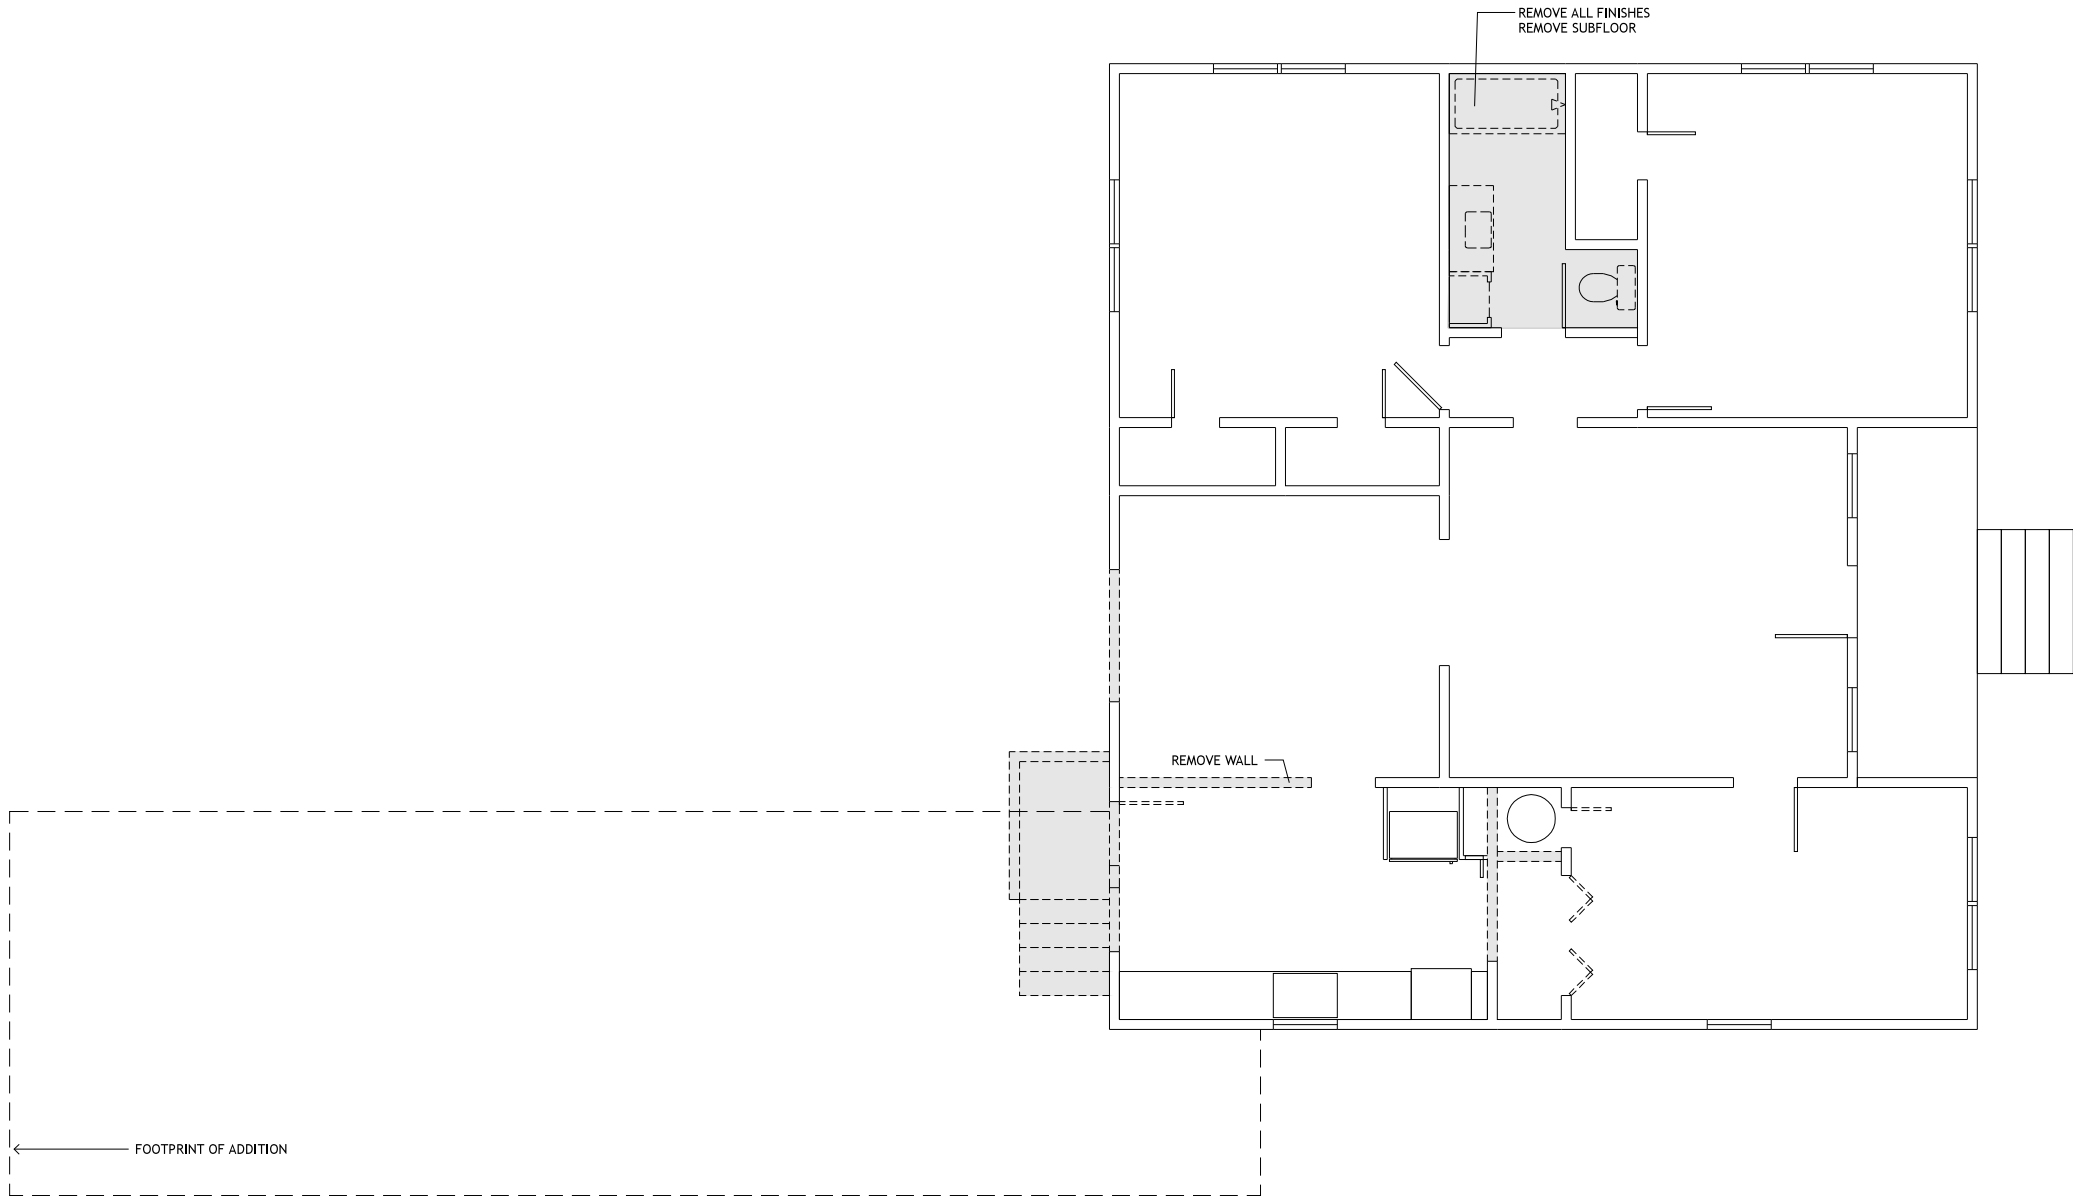 REMOVE ALL FINISHES
REMOVE SUBFLOOR
REMOVE WALL
FOOTPRINT OF ADDITION